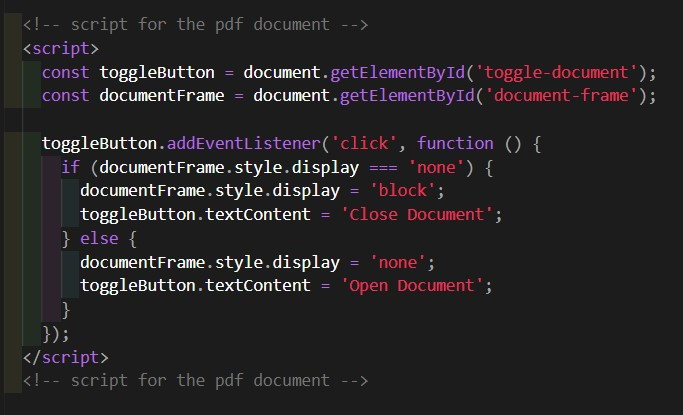 <!-- script for the pdf document -->
<script>
const toggleButton = document.getElementById('toggle-document');
const documentFrame = document.getElementById('document-frame');
toggleButton.addEventListener('click', function () {
if (documentFrame.style.display === 'none') {
documentFrame.style.display = 'block';
toggleButton.textContent = 'Close Document';
} else {
documentFrame.style.display = 'none';
toggleButton.textContent = 'Open Document';
}
});
</script>
<!-- script for the pdf document -->